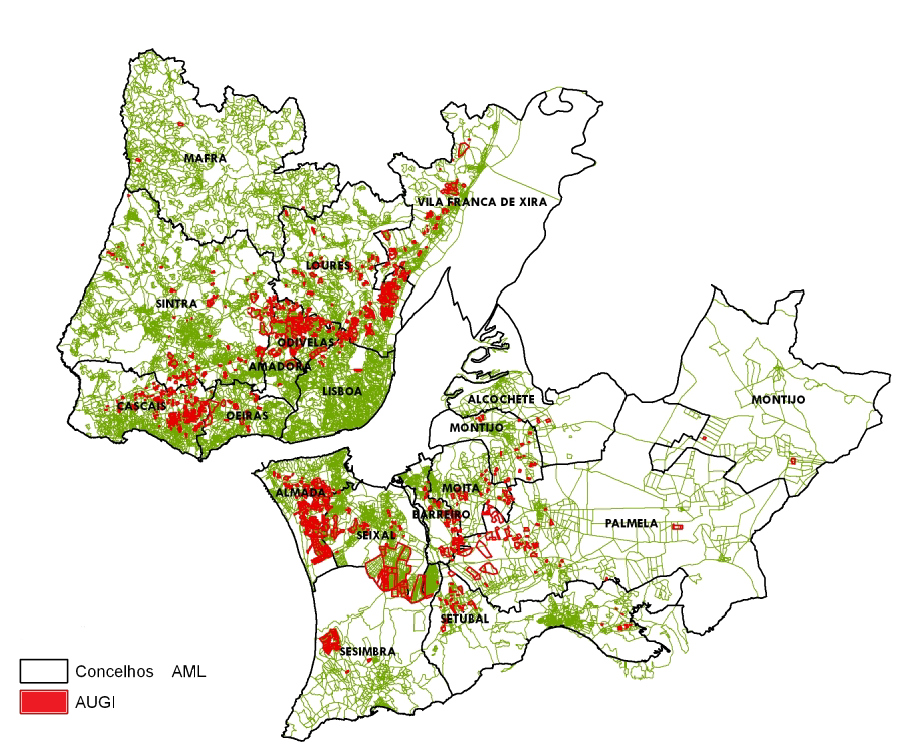 MAFRA
VILA FRANCA DE XIRA
LOURES
SINTRA
ODIVELAS
AMADORA
LISBOA
CASCAIS
OEIRAS
ALCOCHETE
MONTIJO
MONTIJO
ALMADA
MOITA
BARREIRO
SEIXAL
PALMELA
SETUBAL
SESIMBRA
Concelhos AML
AUGI